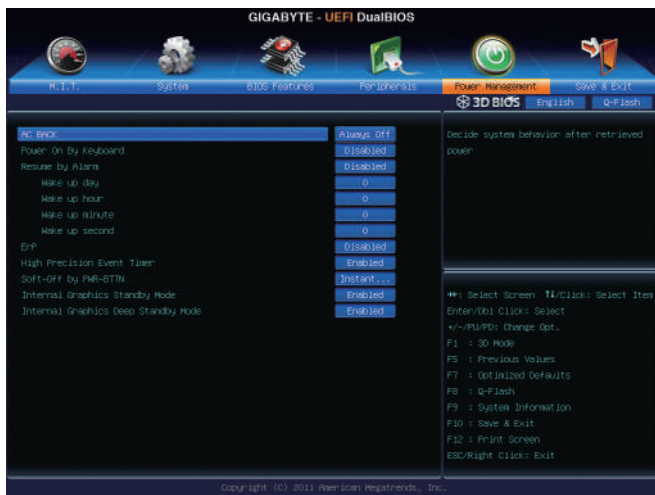 GIGABYTE - UEFI DualBIOS
M.I.T.
System
BIOS Features
Peripherals
Power Management
Save & Exit
3D BIOS
English
Q-Flash
AC BACK Always Off
Power On By Keyboard Disabled
Resume by Alarm Disabled
Wake up day 0
Wake up hour 0
Wake up minute 0
Wake up second 0
ErP Disabled
High Precision Event Timer Enabled
Soft-Off by PWR-BTTN Instant...
Internal Graphics Standby Mode Enabled
Internal Graphics Deep Standby Mode Enabled
Decide system behavior after retrieved
power
↔: Select Screen ↑↓/Click: Select Item
Enter/Dbl Click: Select
+/-/PU/PD: Change Opt.
F1 : 3D Mode
F5 : Previous Values
F7 : Optimized Defaults
F8 : Q-Flash
F9 : System Information
F10 : Save & Exit
F12 : Print Screen
ESC/Right Click: Exit
Copyright (C) 2011 American Megatrends, Inc.